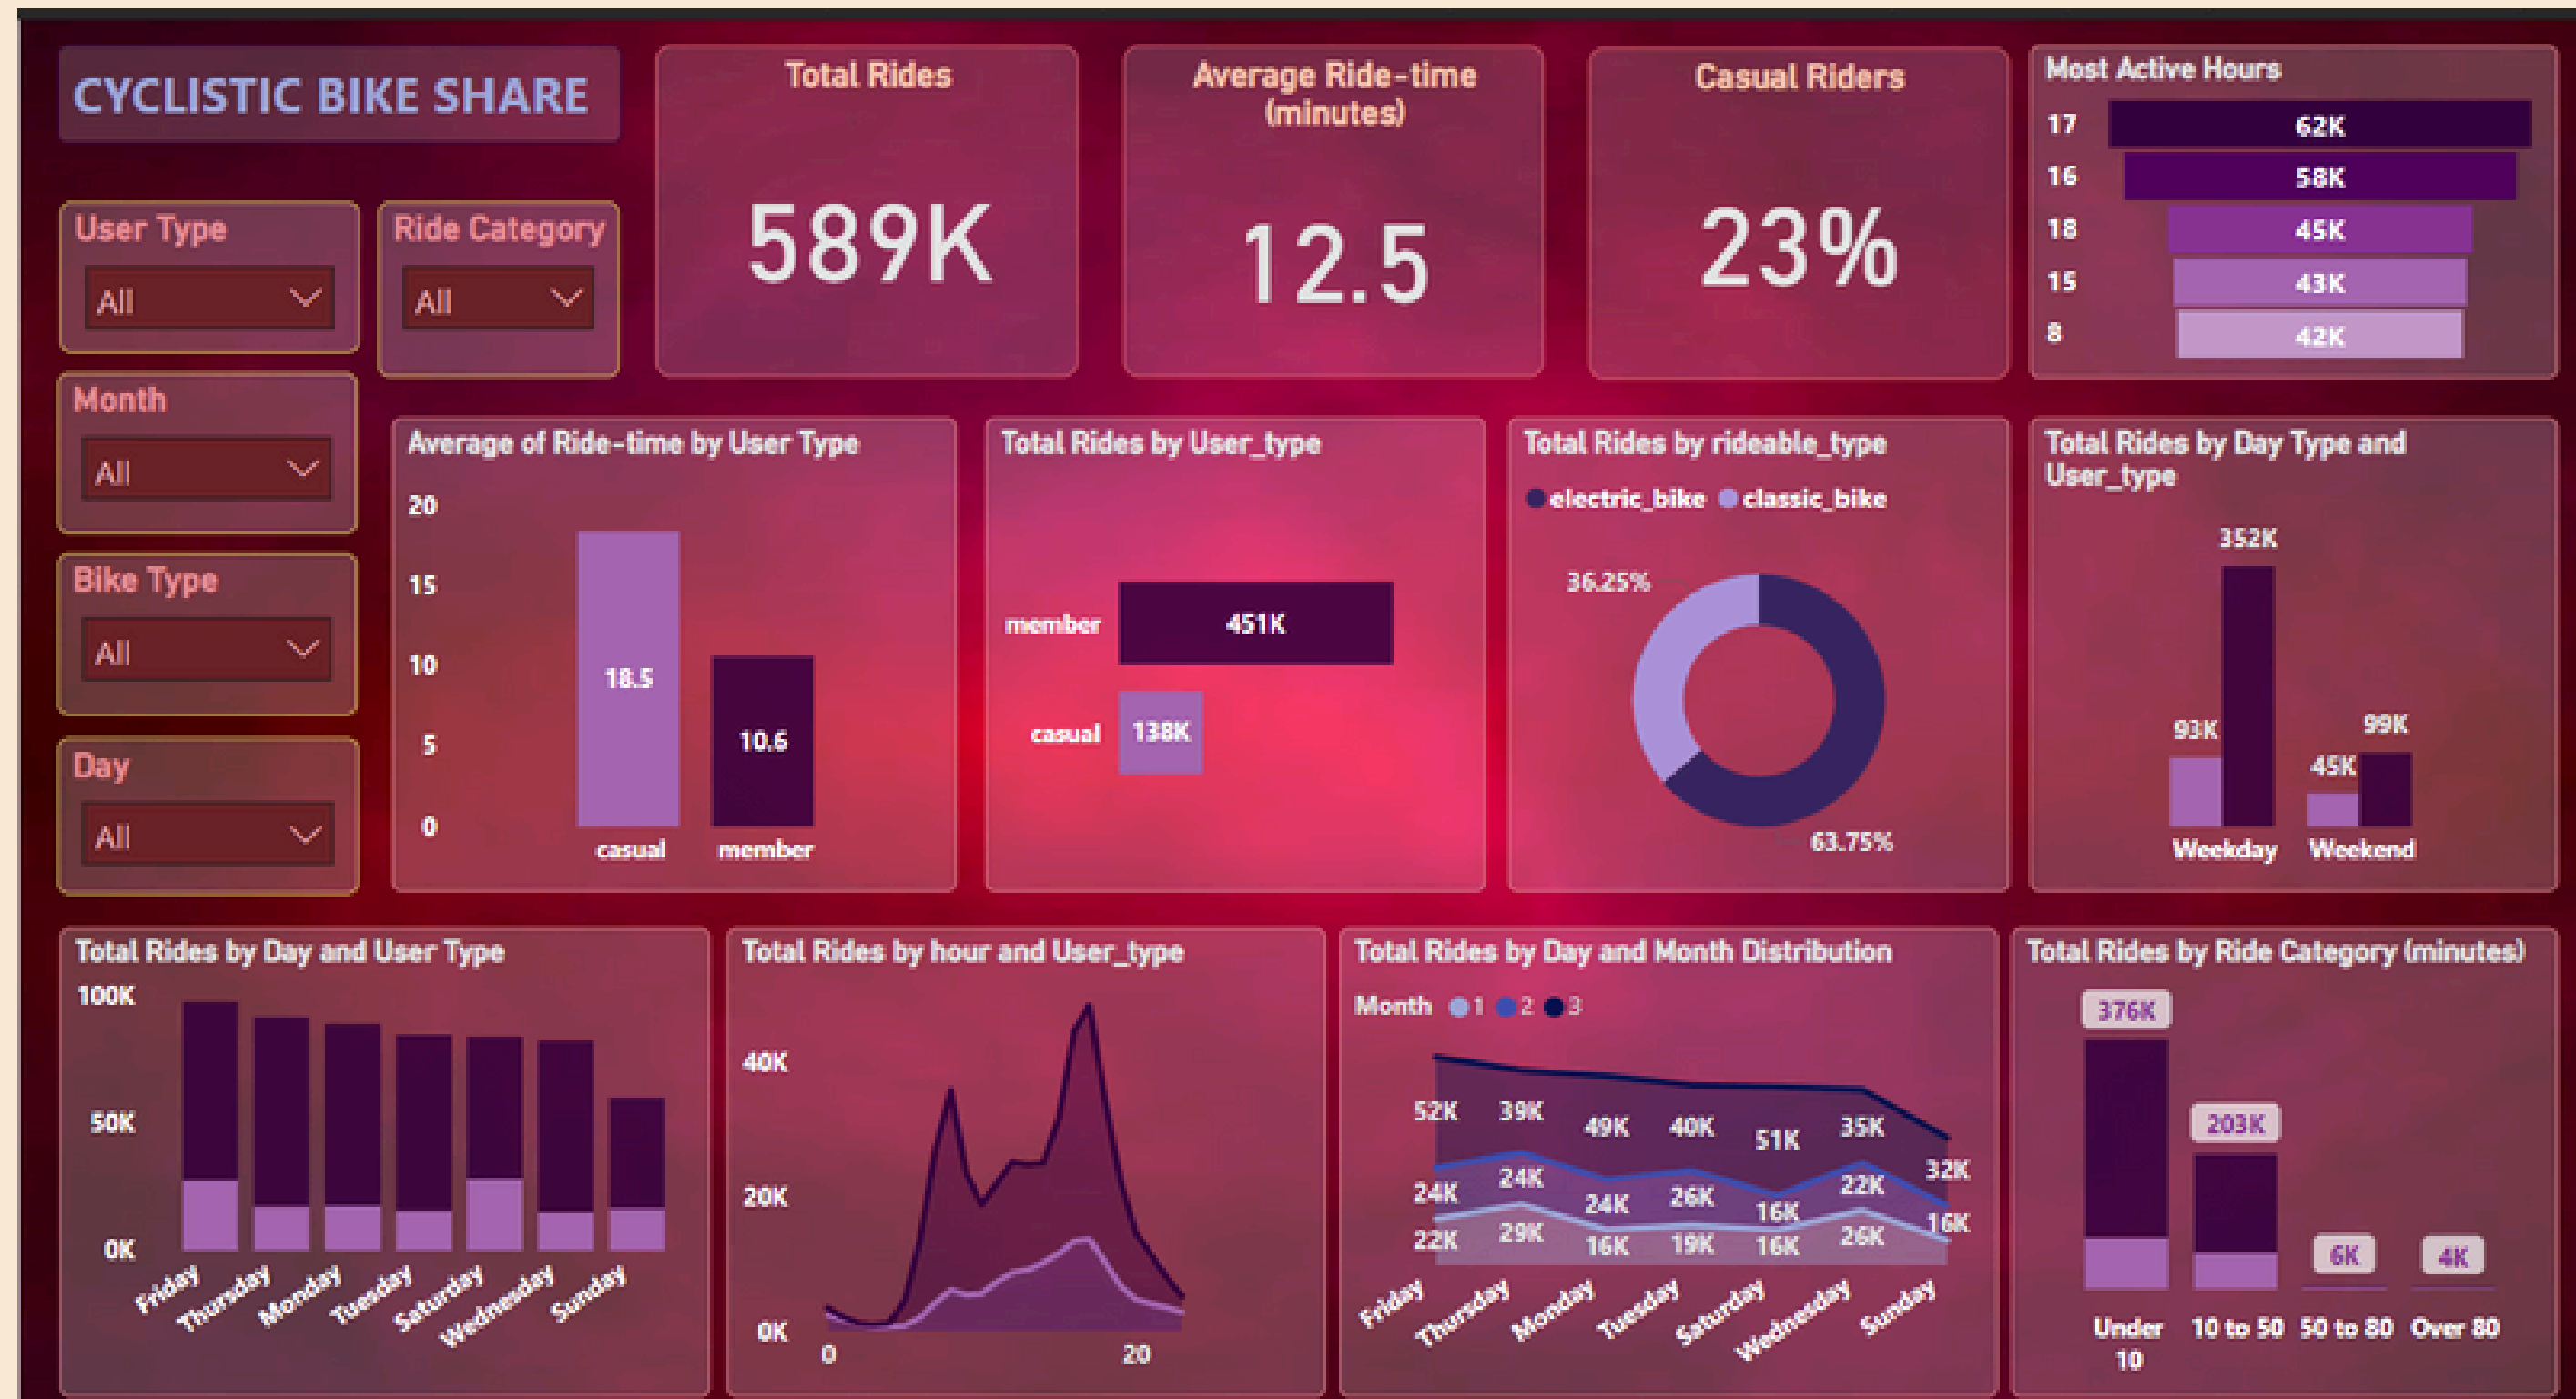 CYCLISTIC BIKE SHARE
User Type
All
Ride Category
All
Month
All
Bike Type
All
Day
All
Total Rides
589K
Average Ride-time
(minutes)
12.5
Casual Riders
23%
Most Active Hours
17 62K
16 58K
18 45K
15 43K
8 42K
Average of Ride-time by User Type
20
15
10
5
0
18.5
10.6
casual member
Total Rides by User_type
member 451K
casual 138K
Total Rides by rideable_type
electric_bike classic_bike
36.25%
63.75%
Total Rides by Day Type and
User_type
352K
93K
99K
45K
Weekday Weekend
Total Rides by Day and User Type
100K
50K
0K
Friday
Thursday
Monday
Tuesday
Saturday
Wednesday
Sunday
Total Rides by hour and User_type
40K
20K
0K
0 20
Total Rides by Day and Month Distribution
Month 1 2 3
52K 39K 49K 40K 51K 35K 32K
24K 24K 24K 26K 16K 22K 16K
22K 29K 16K 19K 16K 26K
Friday
Thursday
Monday
Tuesday
Saturday
Wednesday
Sunday
Total Rides by Ride Category (minutes)
376K
203K
6K
4K
Under
10
10 to 50
50 to 80
Over 80